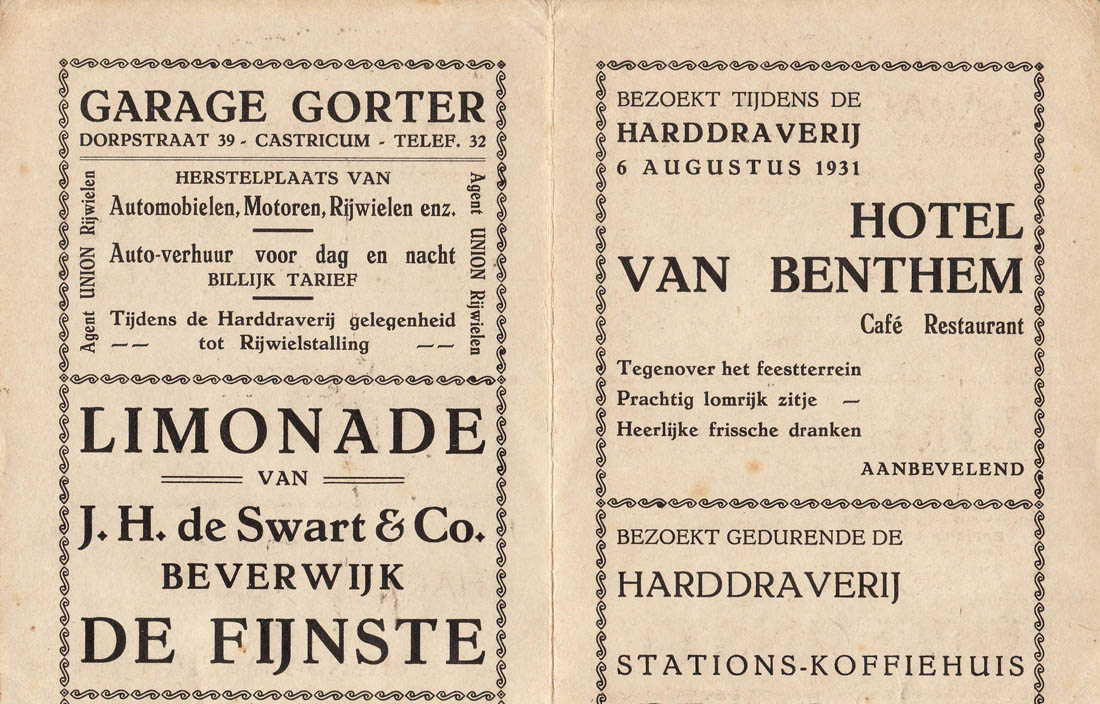 GARAGE GORTER
DORPSTRAAT 39 - CASTRICUM - TELEF. 32
Agent UNION Rijwielen
HERSTELPLAATS VAN
Automobielen, Motoren, Rijwielen enz.
Auto-verhuur voor dag en nacht
BILLIJK TARIEF
Tijdens de Harddraverij gelegenheid
-- tot Rijwielstalling --
Agent UNION Rijwielen
LIMONADE
VAN
J. H. de Swart & Co.
BEVERWIJK
DE FIJNSTE
BEZOEKT TIJDENS DE
HARDDRAVERIJ
6 AUGUSTUS 1931
HOTEL
VAN BENTHEM
Café Restaurant
Tegenover het feestterrein
Prachtig lomrijk zitje —
Heerlijke frissche dranken
AANBEVELEND
BEZOEKT GEDURENDE DE
HARDDRAVERIJ
STATIONS-KOFFIEHUIS